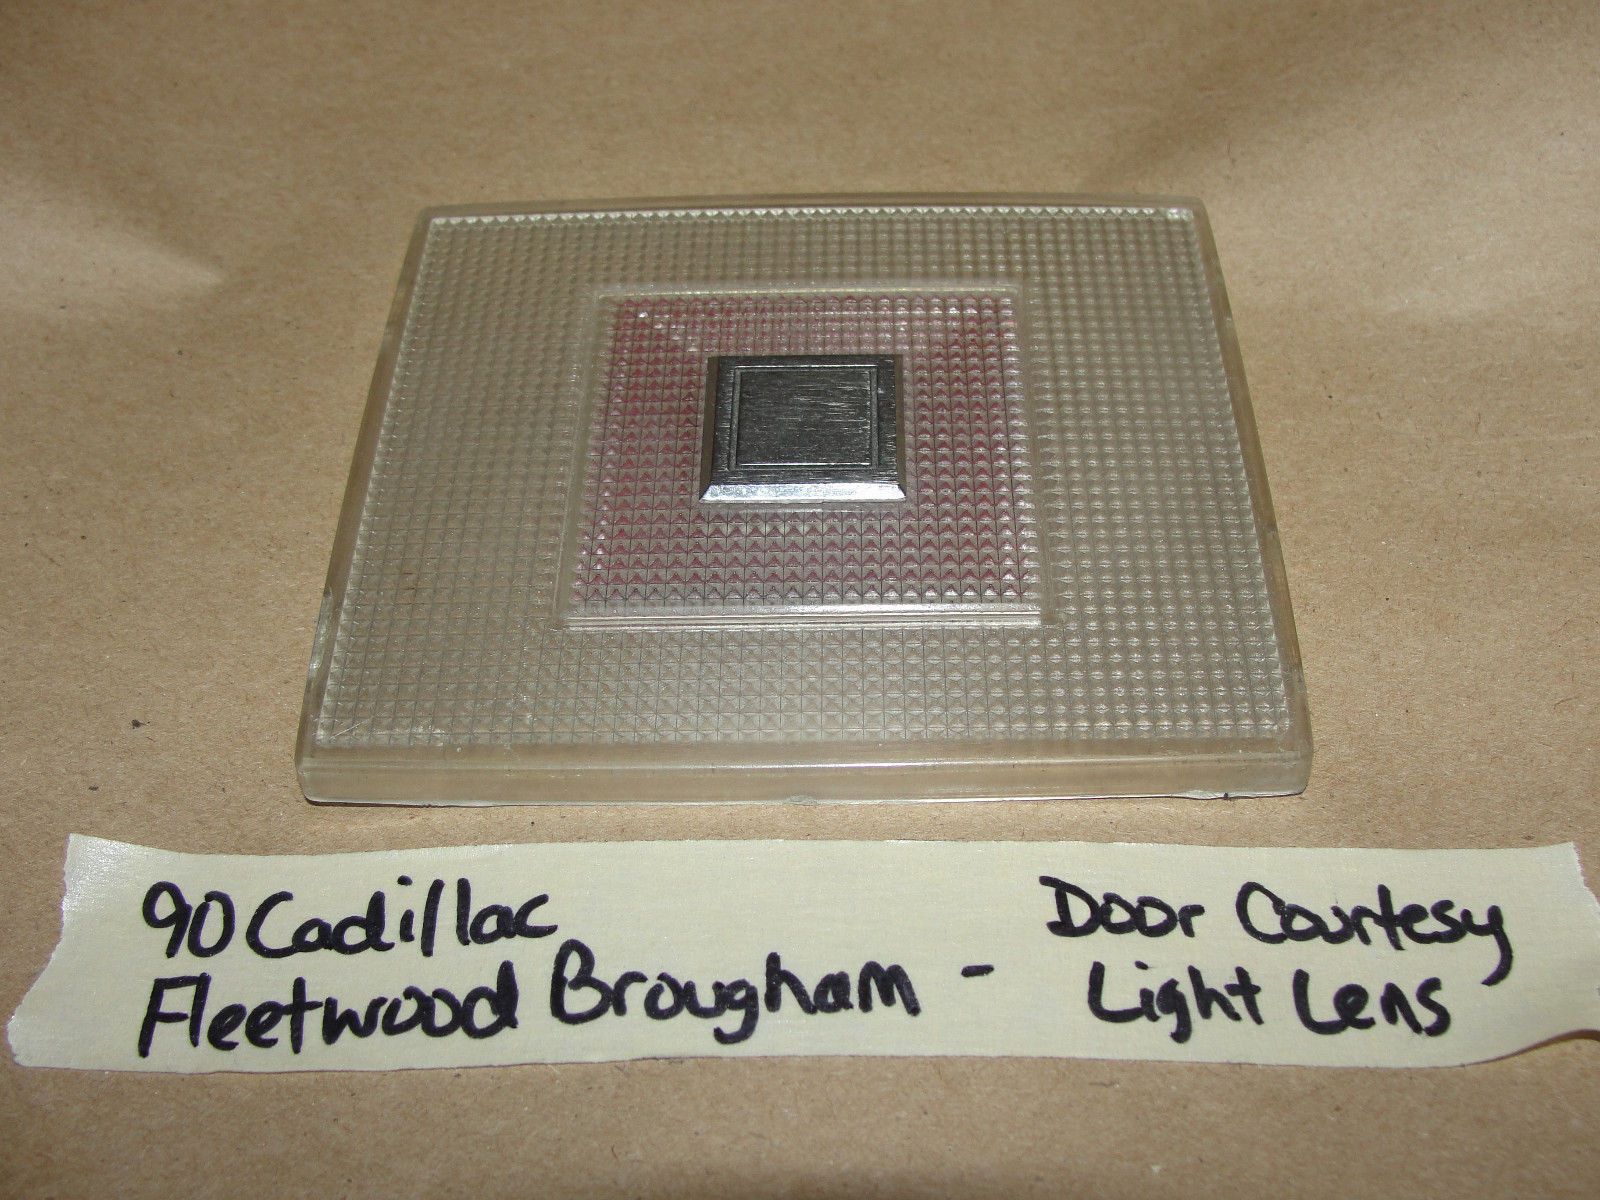 90 Cadillac
Fleetwood Brougham -
Door Courtesy
Light Lens